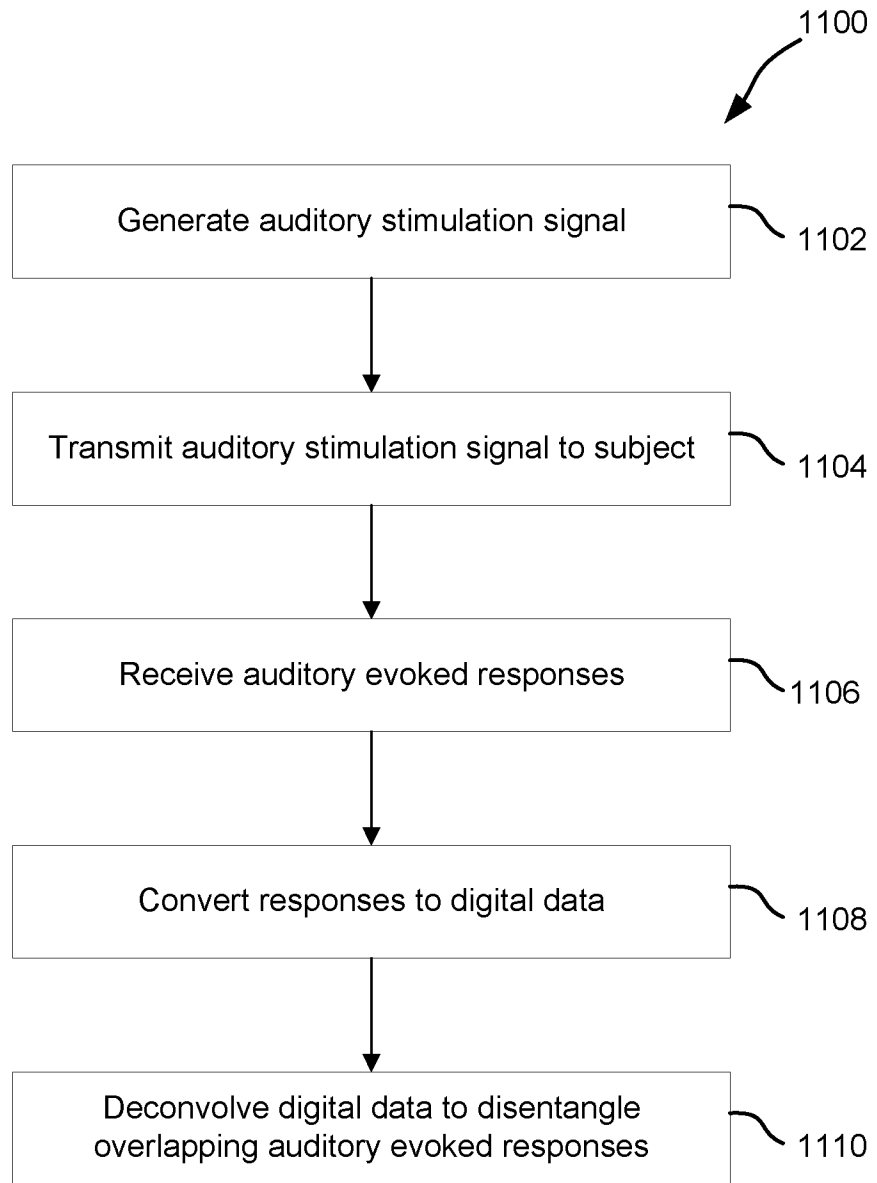 1100
Generate auditory stimulation signal
1102
Transmit auditory stimulation signal to subject
1104
Receive auditory evoked responses
1106
Convert responses to digital data
1108
Deconvolve digital data to disentangle
overlapping auditory evoked responses
1110